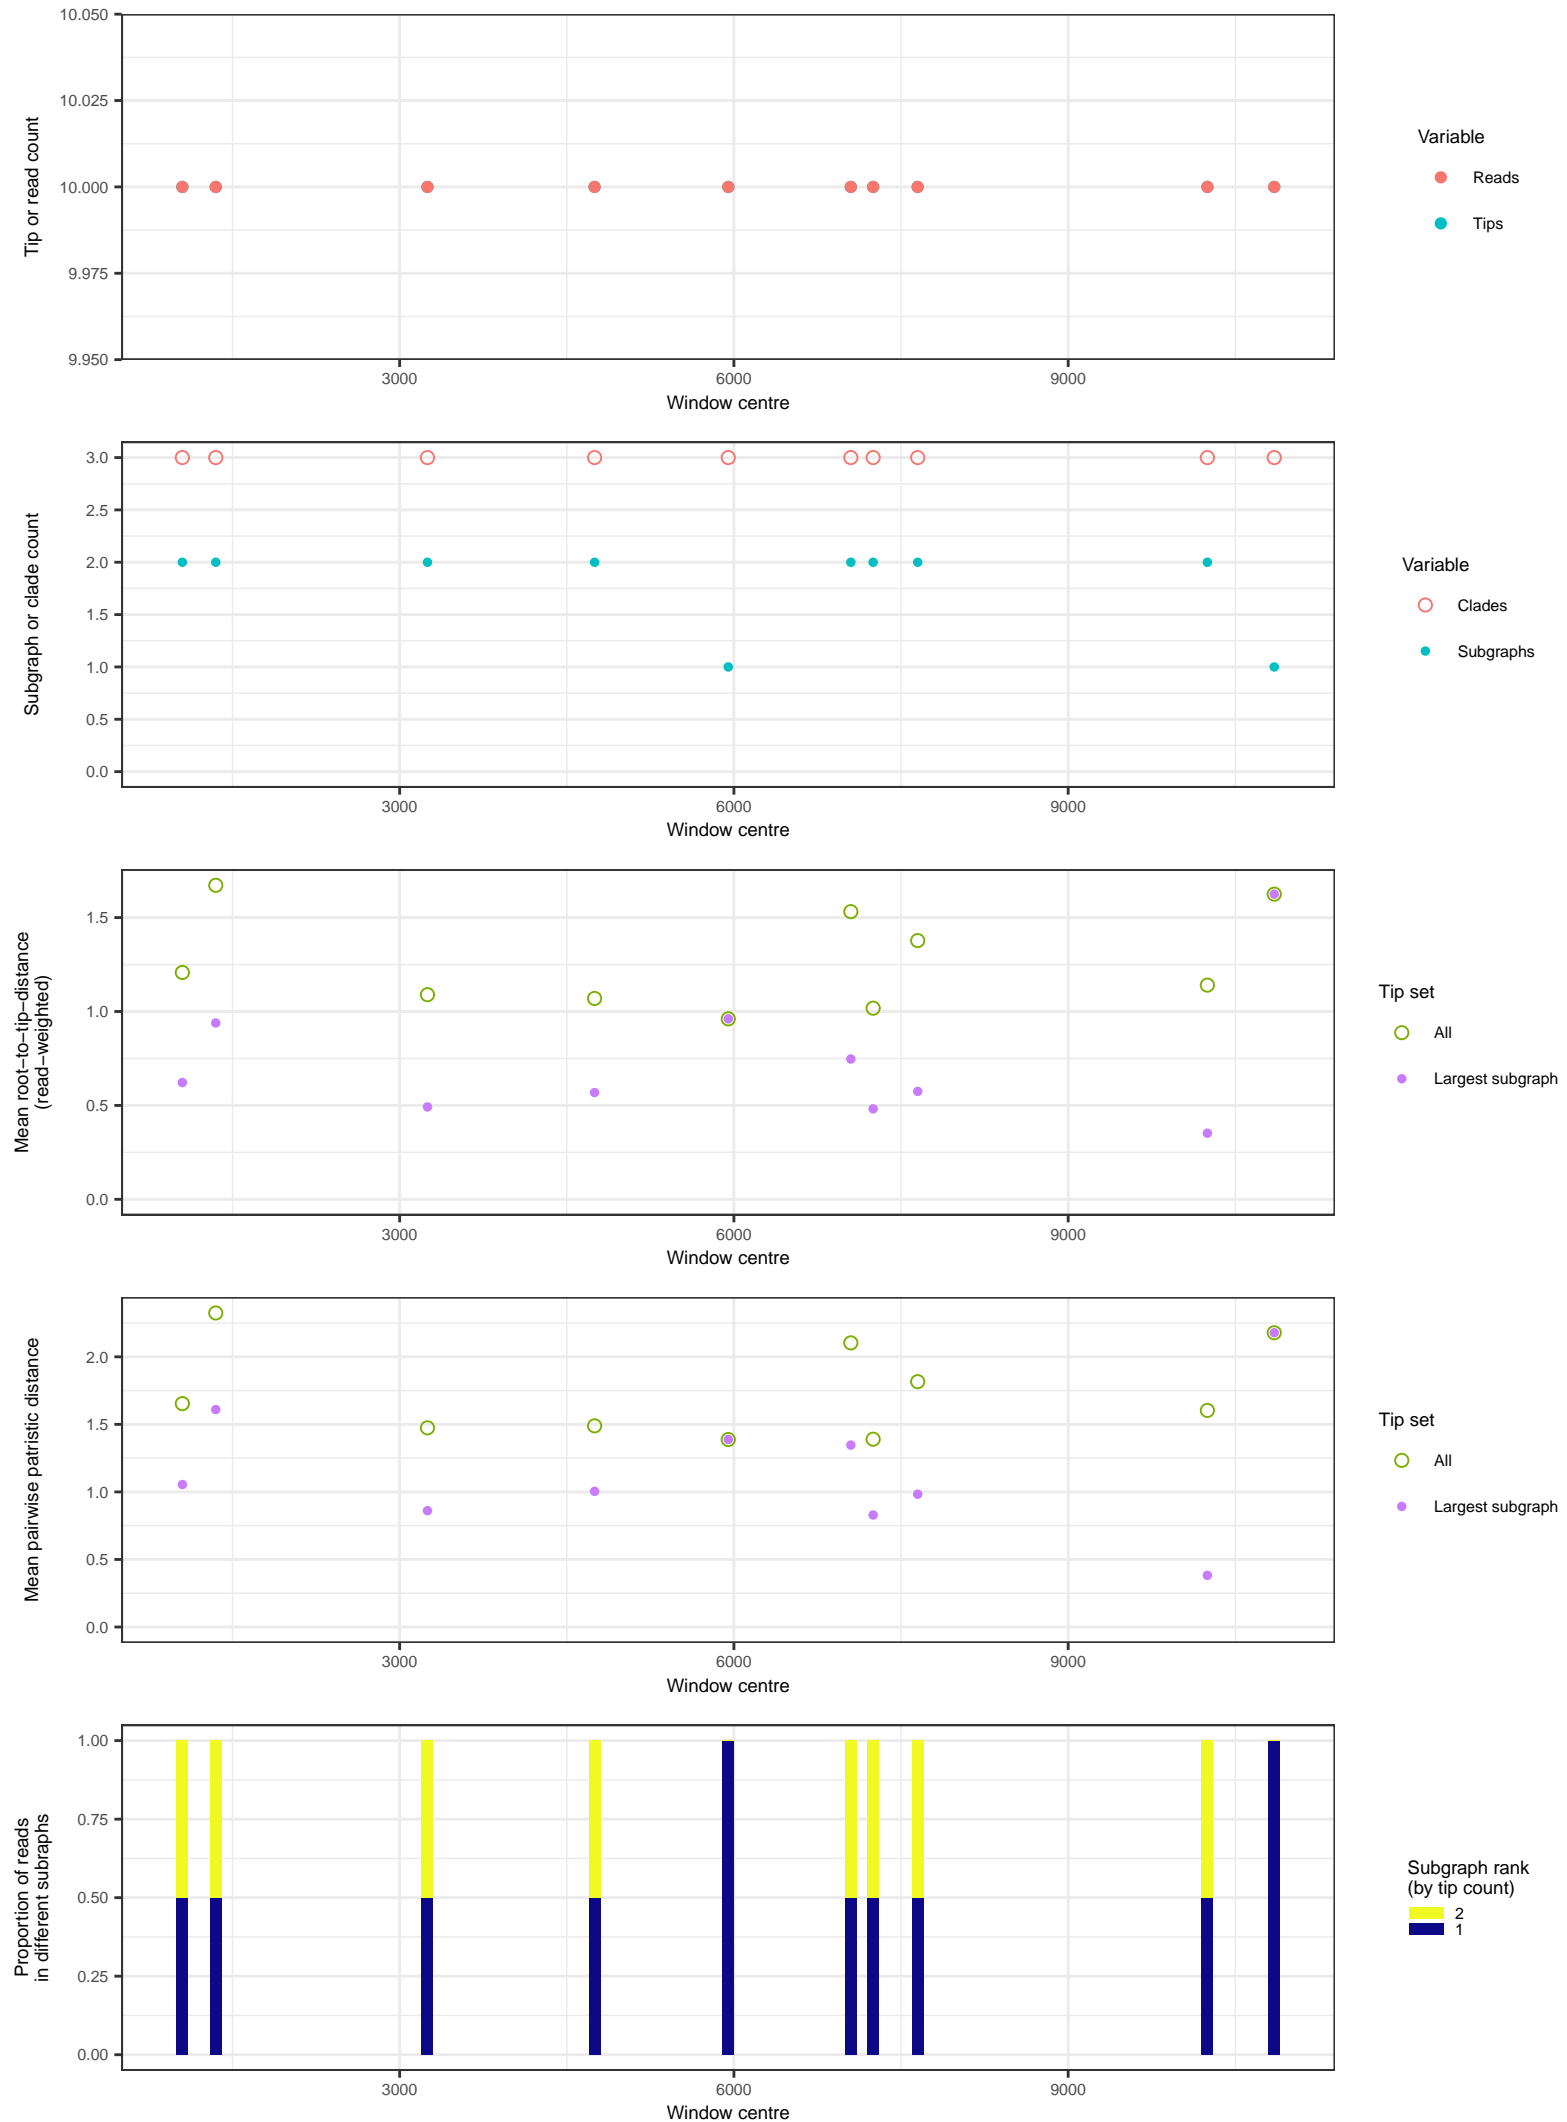 10.050
10.025
10.000
9.975
9.950
Tip or read count
3000 6000 9000
Window centre
Variable
Reads
Tips
3.0
2.5
2.0
1.5
1.0
0.5
0.0
Subgraph or clade count
3000 6000 9000
Window centre
Variable
Clades
Subgraphs
1.5
1.0
0.5
0.0
Mean root−to−tip−distance
(read−weighted)
3000 6000 9000
Window centre
Tip set
All
Largest subgraph
2.0
1.5
1.0
0.5
0.0
Mean pairwise patristic distance
3000 6000 9000
Window centre
Tip set
All
Largest subgraph
1.00
0.75
0.50
0.25
0.00
Proportion of reads
in different subraphs
3000 6000 9000
Window centre
Subgraph rank
(by tip count)
2
1